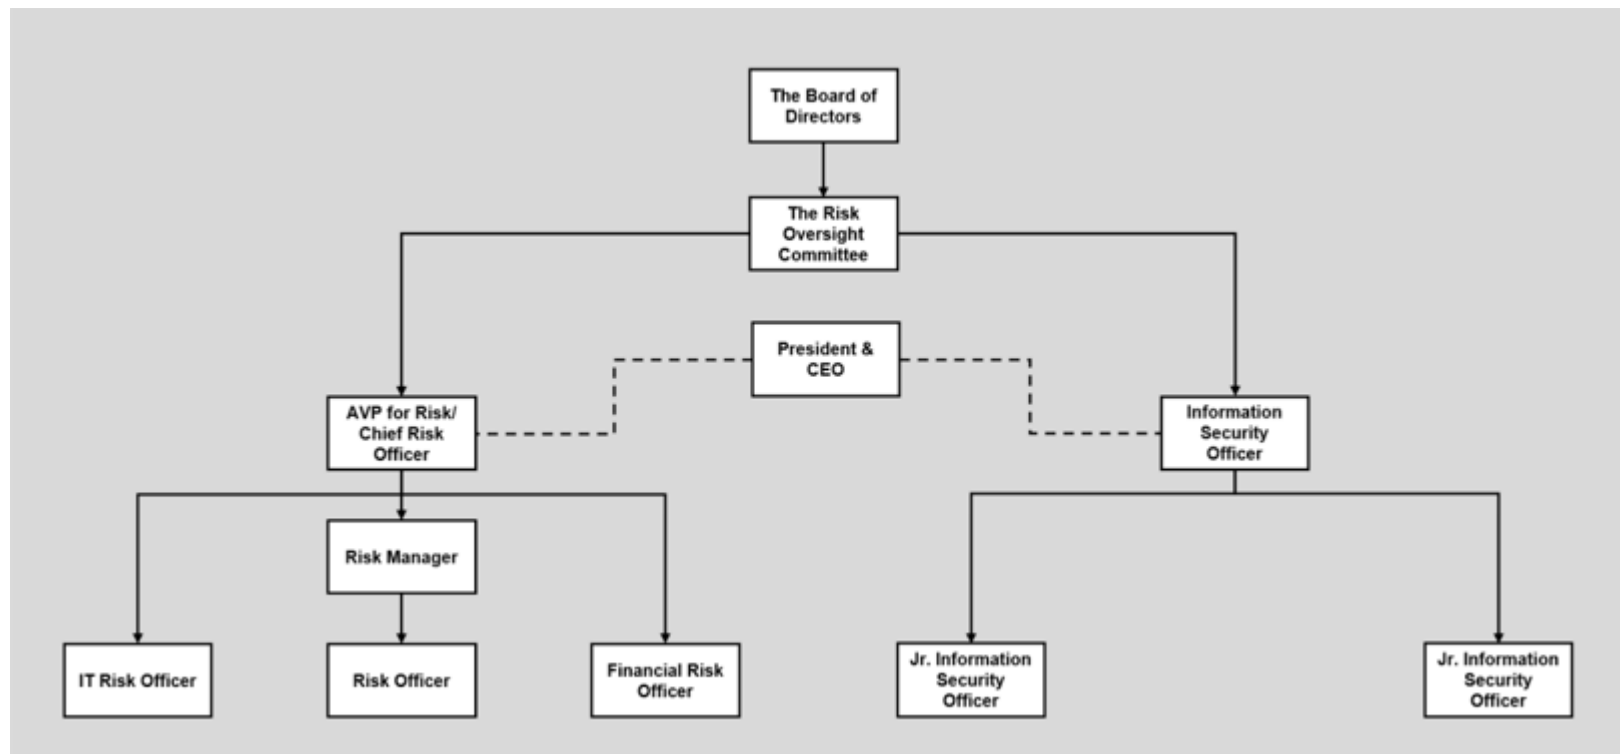 The Board of
Directors
The Risk
Oversight
Committee
President &
CEO
AVP for Risk/
Chief Risk
Officer
Information
Security
Officer
Risk Manager
IT Risk Officer
Risk Officer
Financial Risk
Officer
Jr. Information
Security
Officer
Jr. Information
Security
Officer